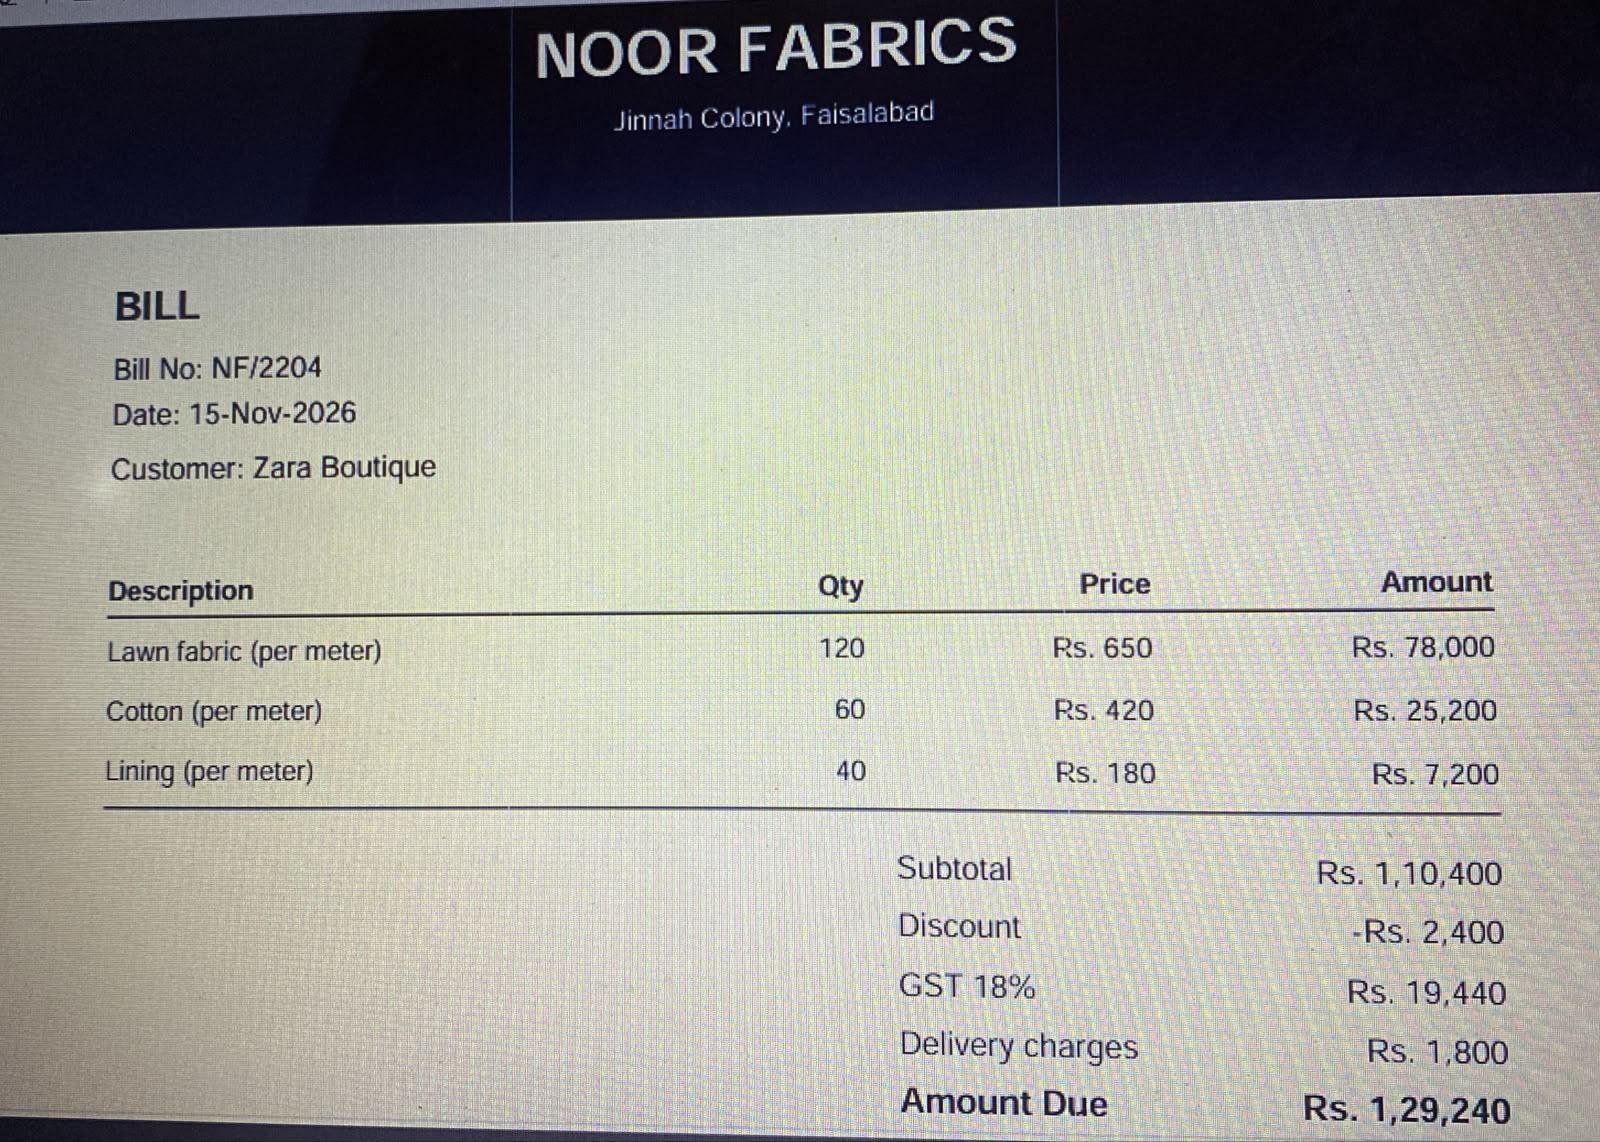 NOOR FABRICS
Jinnah Colony, Faisalabad
BILL
Bill No: NF/2204
Date: 15-Nov-2026
Customer: Zara Boutique
Description Qty Price Amount
Lawn fabric (per meter) 120 Rs. 650 Rs. 78,000
Cotton (per meter) 60 Rs. 420 Rs. 25,200
Lining (per meter) 40 Rs. 180 Rs. 7,200
Subtotal Rs. 1,10,400
Discount -Rs. 2,400
GST 18% Rs. 19,440
Delivery charges Rs. 1,800
Amount Due Rs. 1,29,240